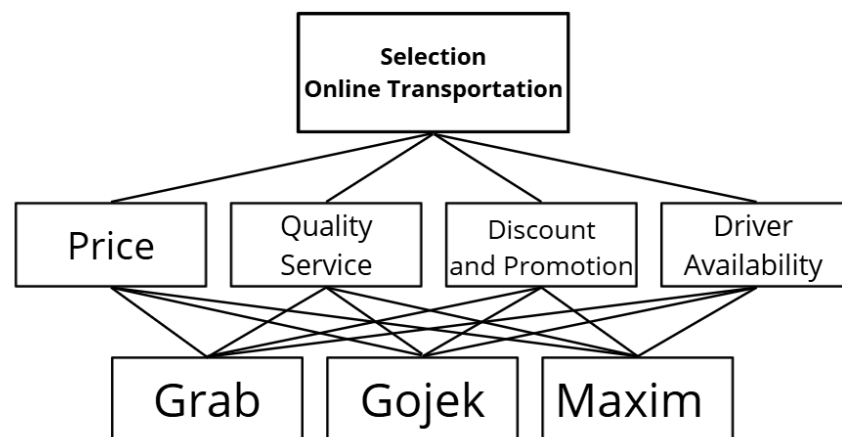 Selection
Online Transportation
Price
Quality
Service
Discount
and Promotion
Driver
Availability
Grab
Gojek
Maxim